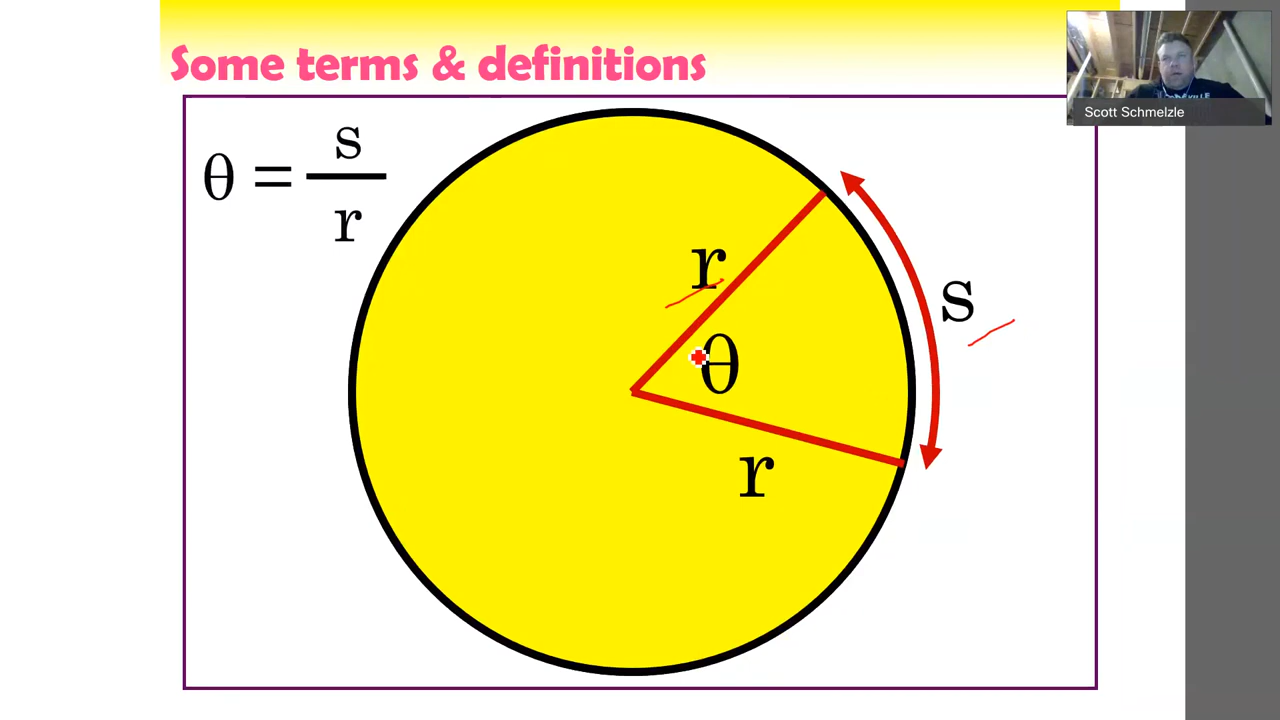 Some terms & definitions
Scott Schmelzle
θ = s
r
r
s
θ
r